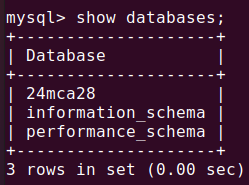 mysql> show databases;
+--------------------+
| Database           |
+--------------------+
| 24mca28            |
| information_schema |
| performance_schema |
+--------------------+
3 rows in set (0.00 sec)